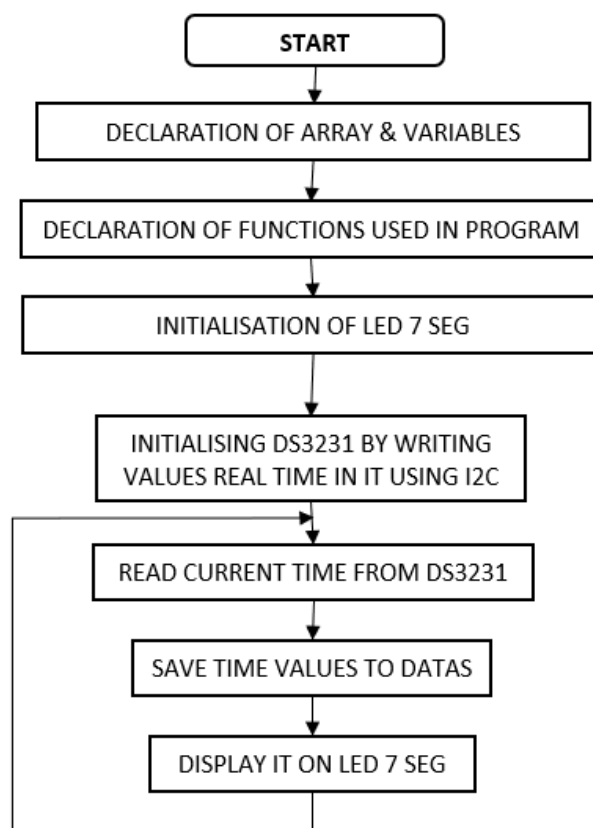 START
DECLARATION OF ARRAY & VARIABLES
DECLARATION OF FUNCTIONS USED IN PROGRAM
INITIALISATION OF LED 7 SEG
INITIALISING DS3231 BY WRITING
VALUES REAL TIME IN IT USING I2C
READ CURRENT TIME FROM DS3231
SAVE TIME VALUES TO DATAS
DISPLAY IT ON LED 7 SEG